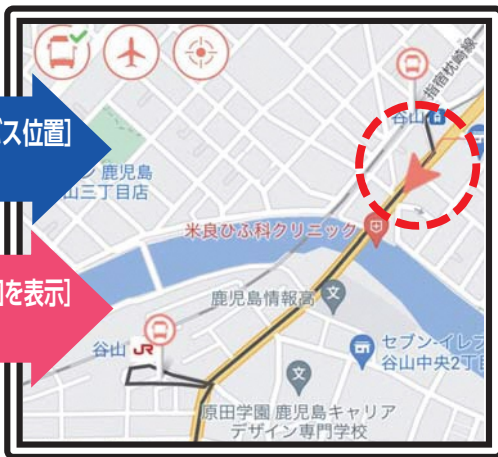 指宿枕崎線
谷山
ス位置]
鹿児島
山三丁目店
米良ひふ科クリニック
を表示]
鹿児島情報高
文
谷山
JR
セブン-イレブ
谷山中央2丁目
文
原田学園 鹿児島キャリア
デザイン専門学校